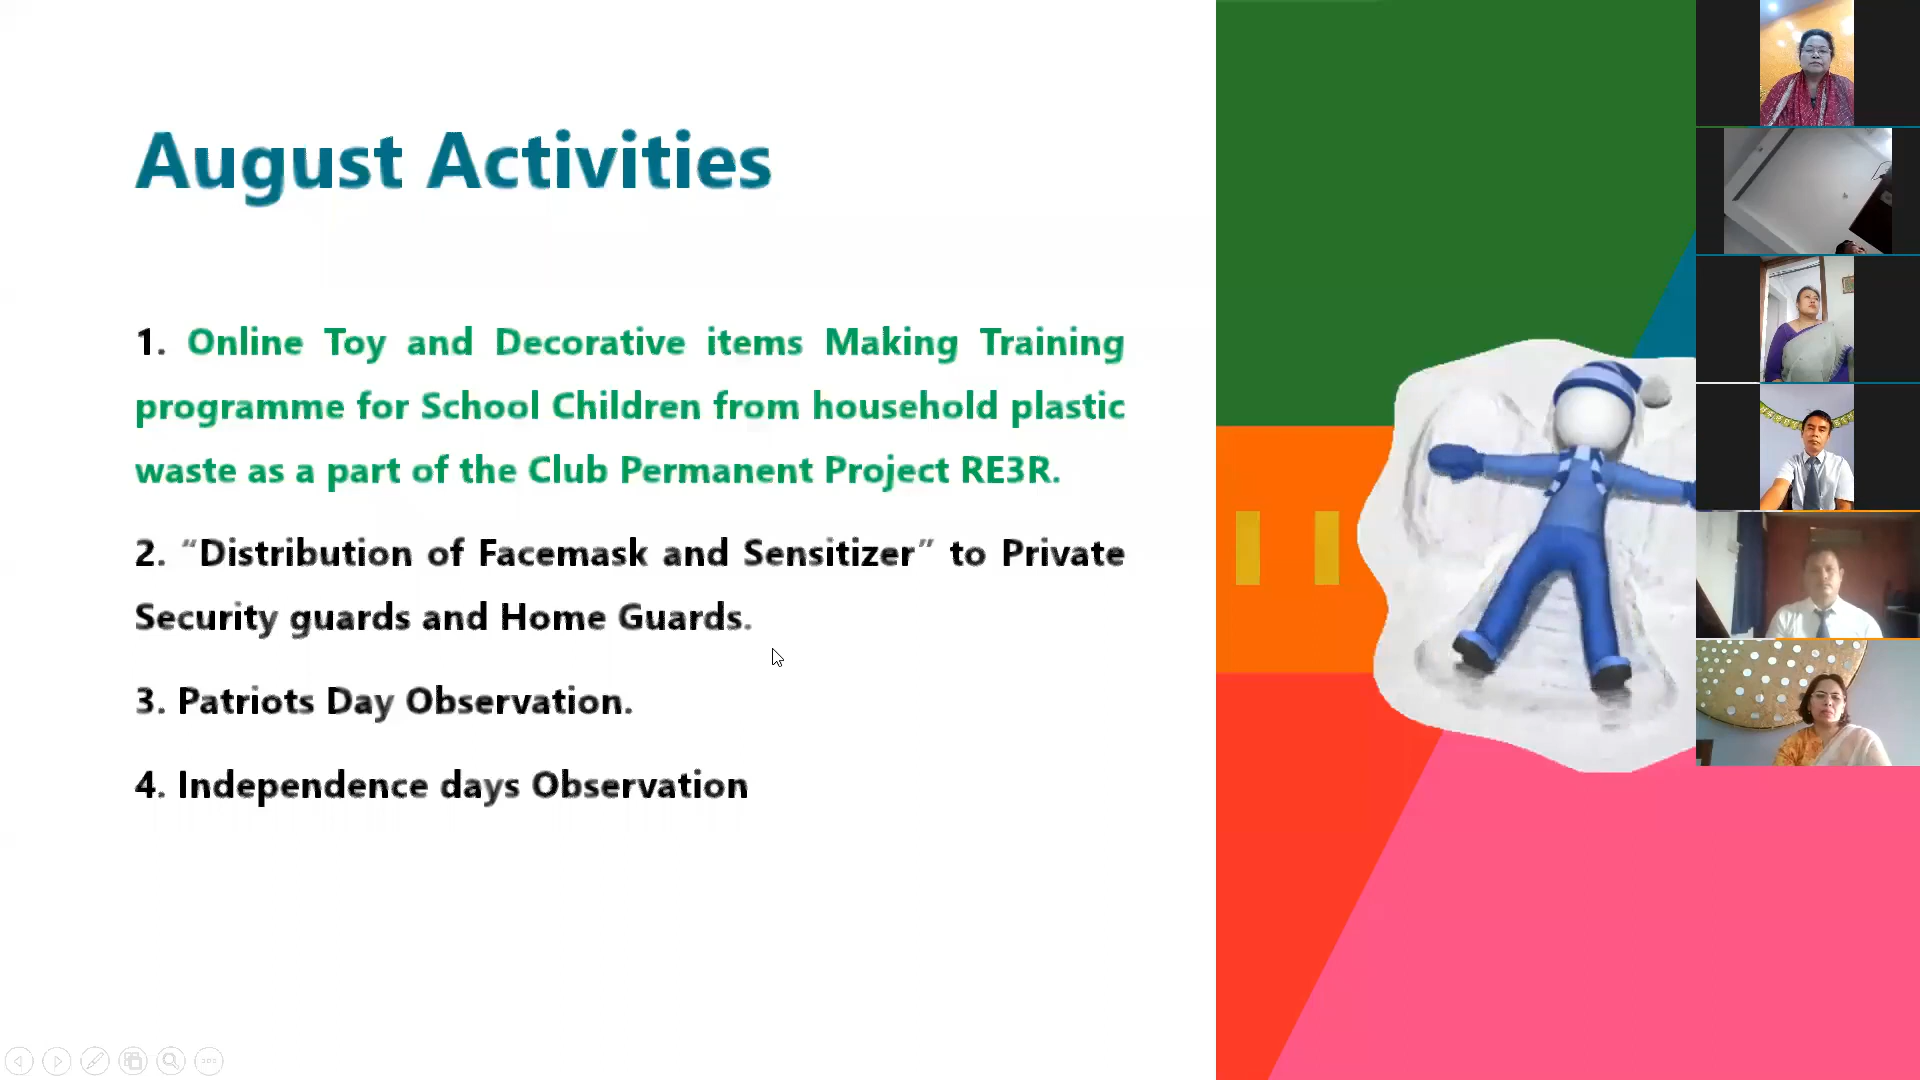 August Activities
1. Online Toy and Decorative items Making Training
programme for School Children from household plastic
waste as a part of the Club Permanent Project RE3R.
2. “Distribution of Facemask and Sensitizer” to Private
Security guards and Home Guards.
3. Patriots Day Observation.
4. Independence days Observation